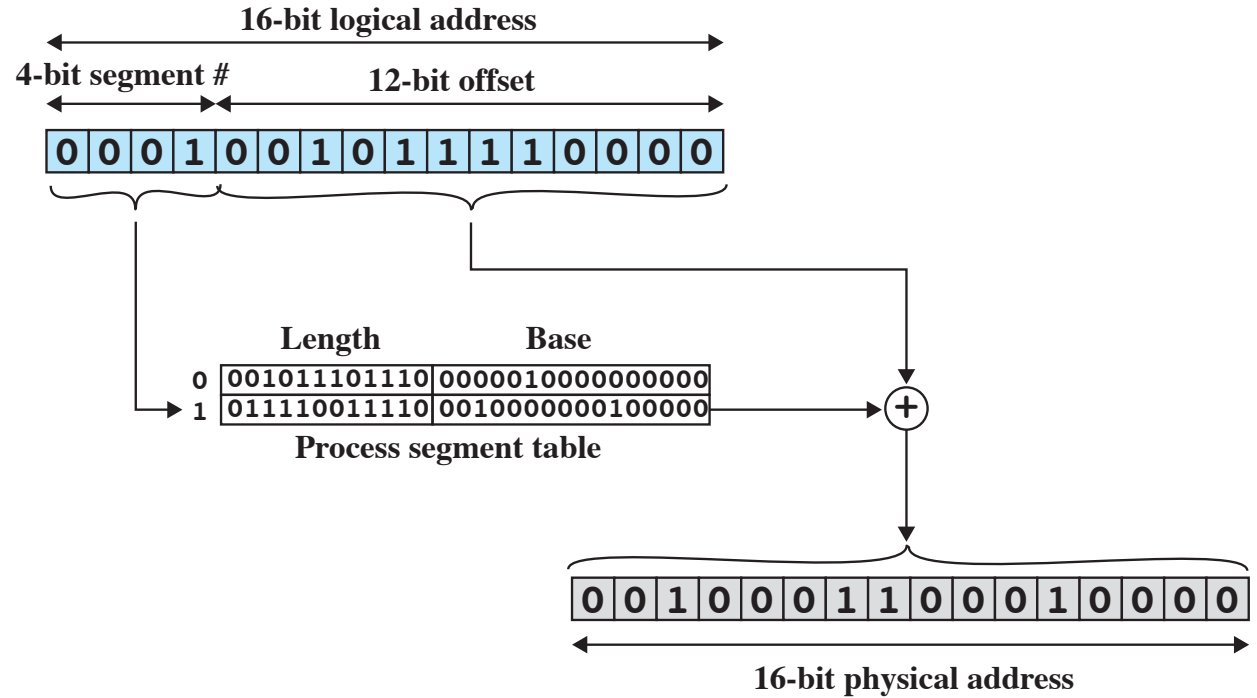 16-bit logical address
4-bit segment # 12-bit offset
0 0 0 1 0 0 1 0 1 1 1 1 0 0 0 0
Length Base
0 001011101110 0000010000000000
1 011110011110 0010000000100000
+
Process segment table
0 0 1 0 0 0 1 1 0 0 0 1 0 0 0 0
16-bit physical address